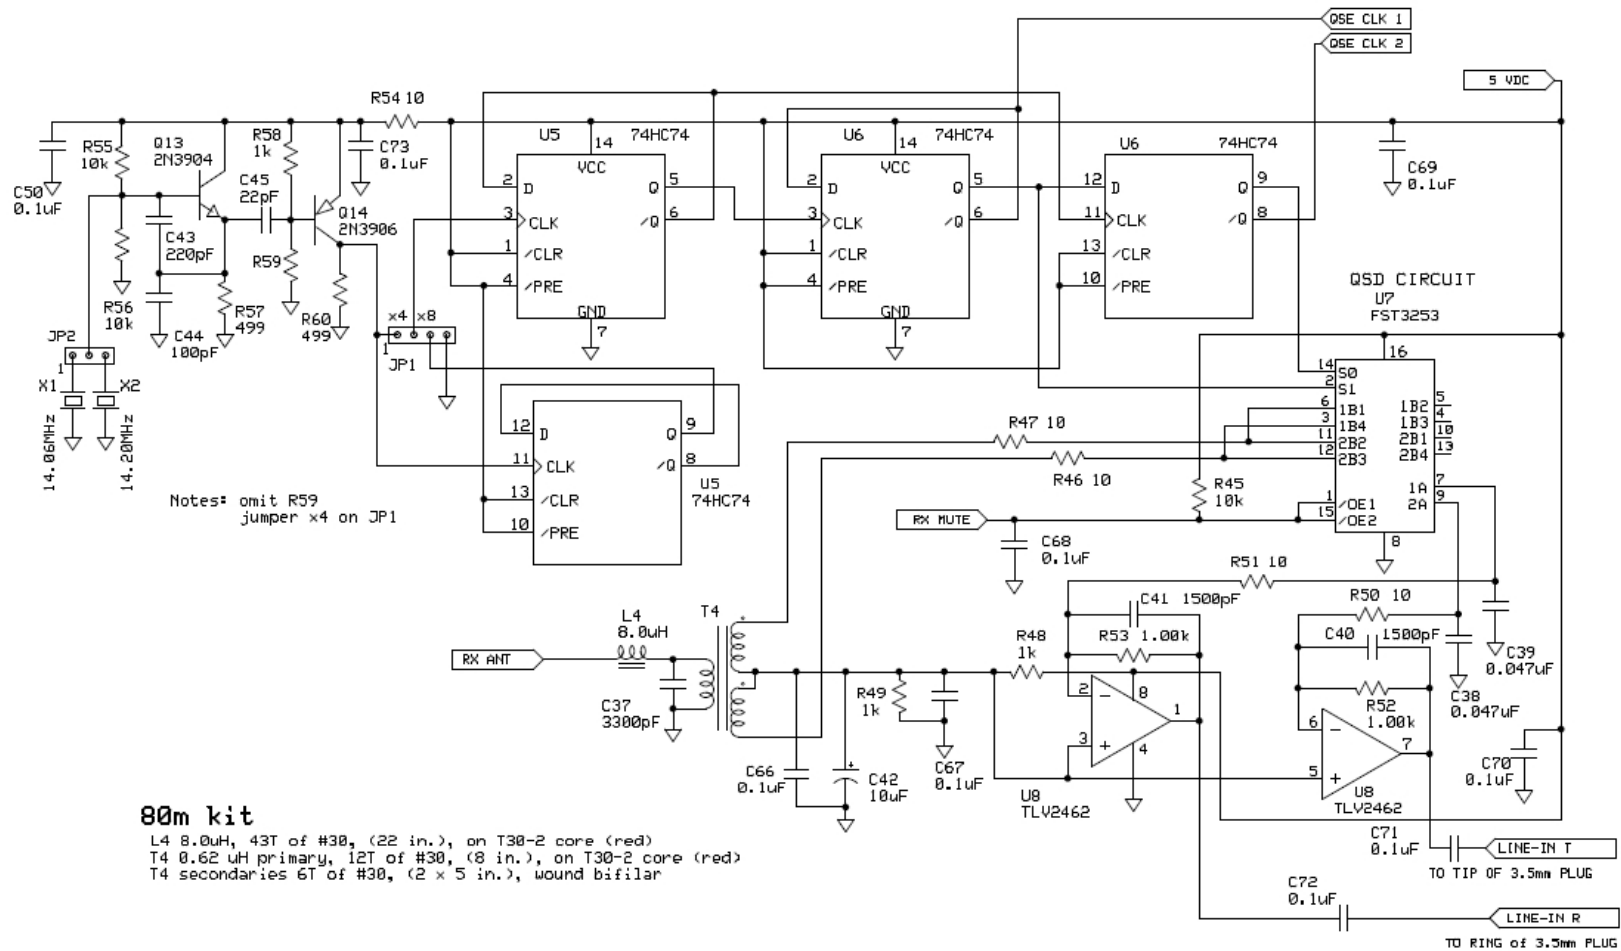 QSE CLK 1
QSE CLK 2
5 VDC
R54 10
R55
10k
Q13
2N3904
R58
1k
C73
0.1uF
C50
0.1uF
C45
22pF
Q14
2N3906
C43
220pF
R59
R56
10k
C44
100pF
R57
499
R60
499
U5
74HC74
14
VCC
2
D
Q
5
3
CLK
/Q
6
1
/CLR
4
/PRE
GND
7
U6
74HC74
14
VCC
2
D
Q
5
3
CLK
/Q
6
1
/CLR
4
/PRE
GND
7
U6
74HC74
12
D
Q
9
11
CLK
/Q
8
13
/CLR
10
/PRE
C69
0.1uF
JP2
1
X1
X2
14.06MHz
14.20MHz
x4 x8
1
JP1
12
D
Q
9
11
CLK
/Q
8
13
/CLR
10
/PRE
U5
74HC74
Notes: omit R59
jumper x4 on JP1
QSD CIRCUIT
U7
FST3253
16
14
S0
2
S1
6
1B1
3
1B4
11
2B2
12
2B3
1B2
5
1B3
4
2B1
10
2B4
13
1A
7
2A
9
1
/OE1
15
/OE2
8
R47 10
R46 10
R45
10k
RX MUTE
C68
0.1uF
R51 10
C41 1500pF
R53 1.00k
R50 10
C40 1500pF
R52
1.00k
C39
0.047uF
C38
0.047uF
L4
8.0uH
T4
RX ANT
C37
3300pF
R48
1k
R49
1k
C66
0.1uF
C42
10uF
C67
0.1uF
2
-
8
1
3
+
4
U8
TLV2462
6
-
7
5
+
U8
TLV2462
C70
0.1uF
C71
0.1uF
LINE-IN T
TO TIP OF 3.5mm PLUG
C72
0.1uF
LINE-IN R
TO RING of 3.5mm PLUG
80m kit
L4 8.0uH, 43T of #30, (22 in.), on T30-2 core (red)
T4 0.62 uH primary, 12T of #30, (8 in.), on T30-2 core (red)
T4 secondaries 6T of #30, (2 x 5 in.), wound bifilar